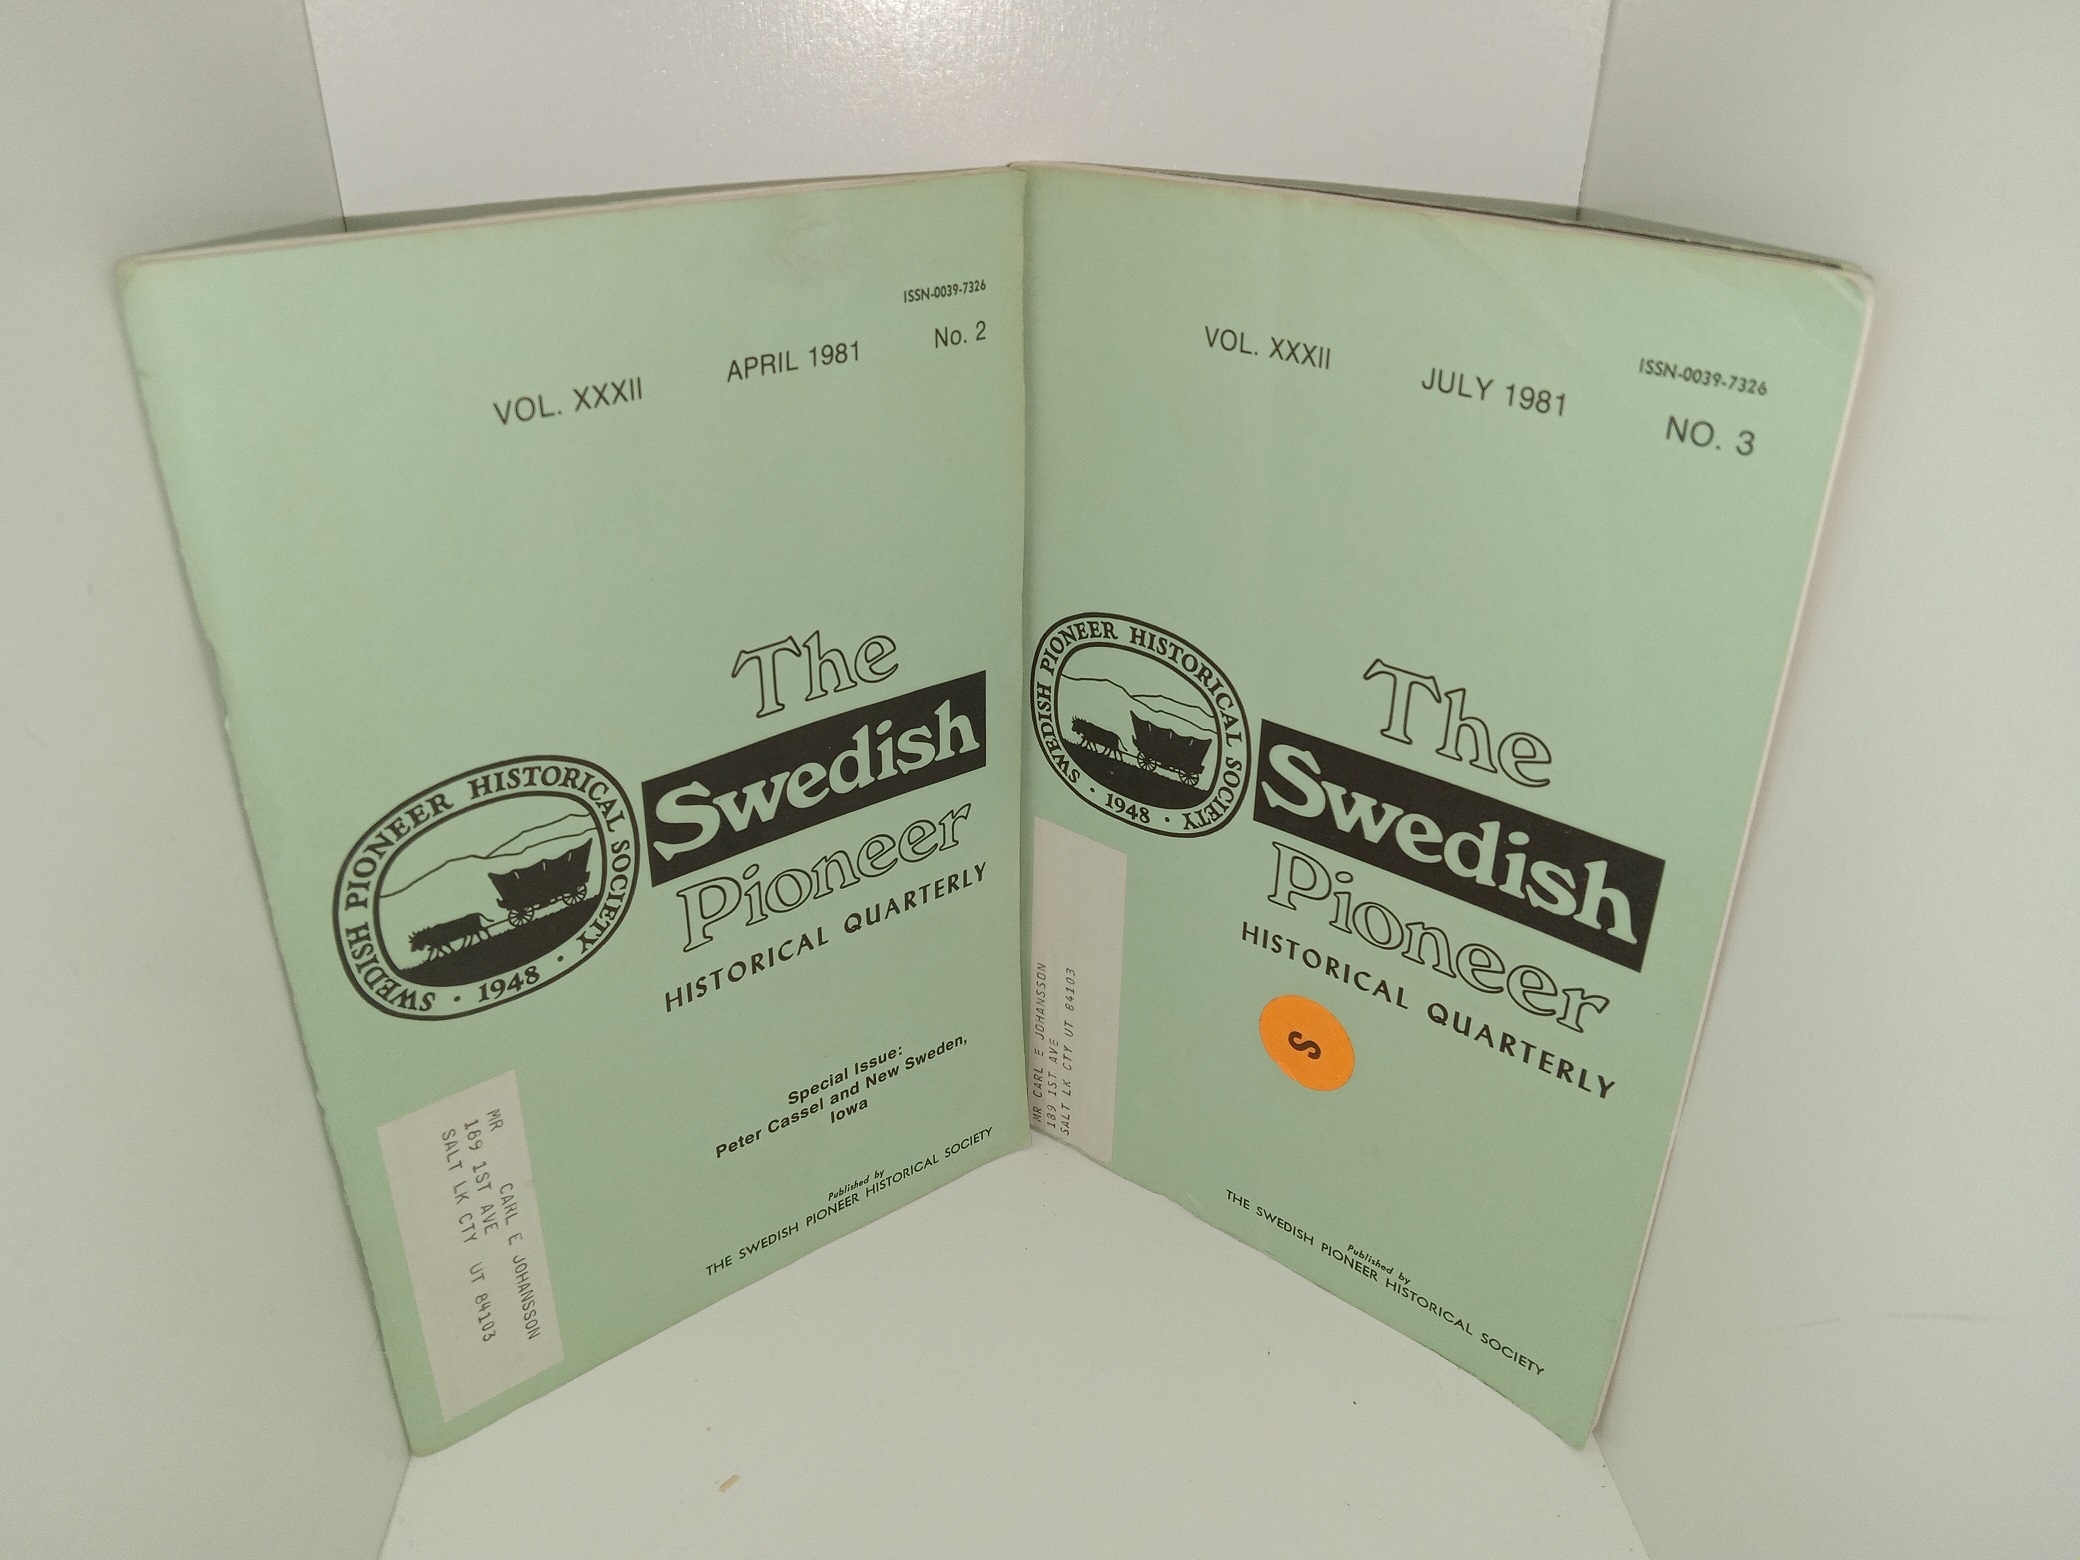 ISSN-0039-7326
VOL. XXXII APRIL 1981 No. 2
The
Swedish
Pioneer
HISTORICAL QUARTERLY
SWEDISH PIONEER HISTORICAL SOCIETY
· 1948 ·
Special Issue:
Peter Cassel and New Sweden,
Iowa
Published by
THE SWEDISH PIONEER HISTORICAL SOCIETY
MR CARL E JOHANSSON
189 1ST AVE
SALT LK CTY UT 84103
ISSN-0039-7326
VOL. XXXII JULY 1981 NO. 3
The
Swedish
Pioneer
HISTORICAL QUARTERLY
SWEDISH PIONEER HISTORICAL SOCIETY
· 1948 ·
S
Published by
THE SWEDISH PIONEER HISTORICAL SOCIETY
MR CARL E JOHANSSON
189 1ST AVE
SALT LK CTY UT 84103